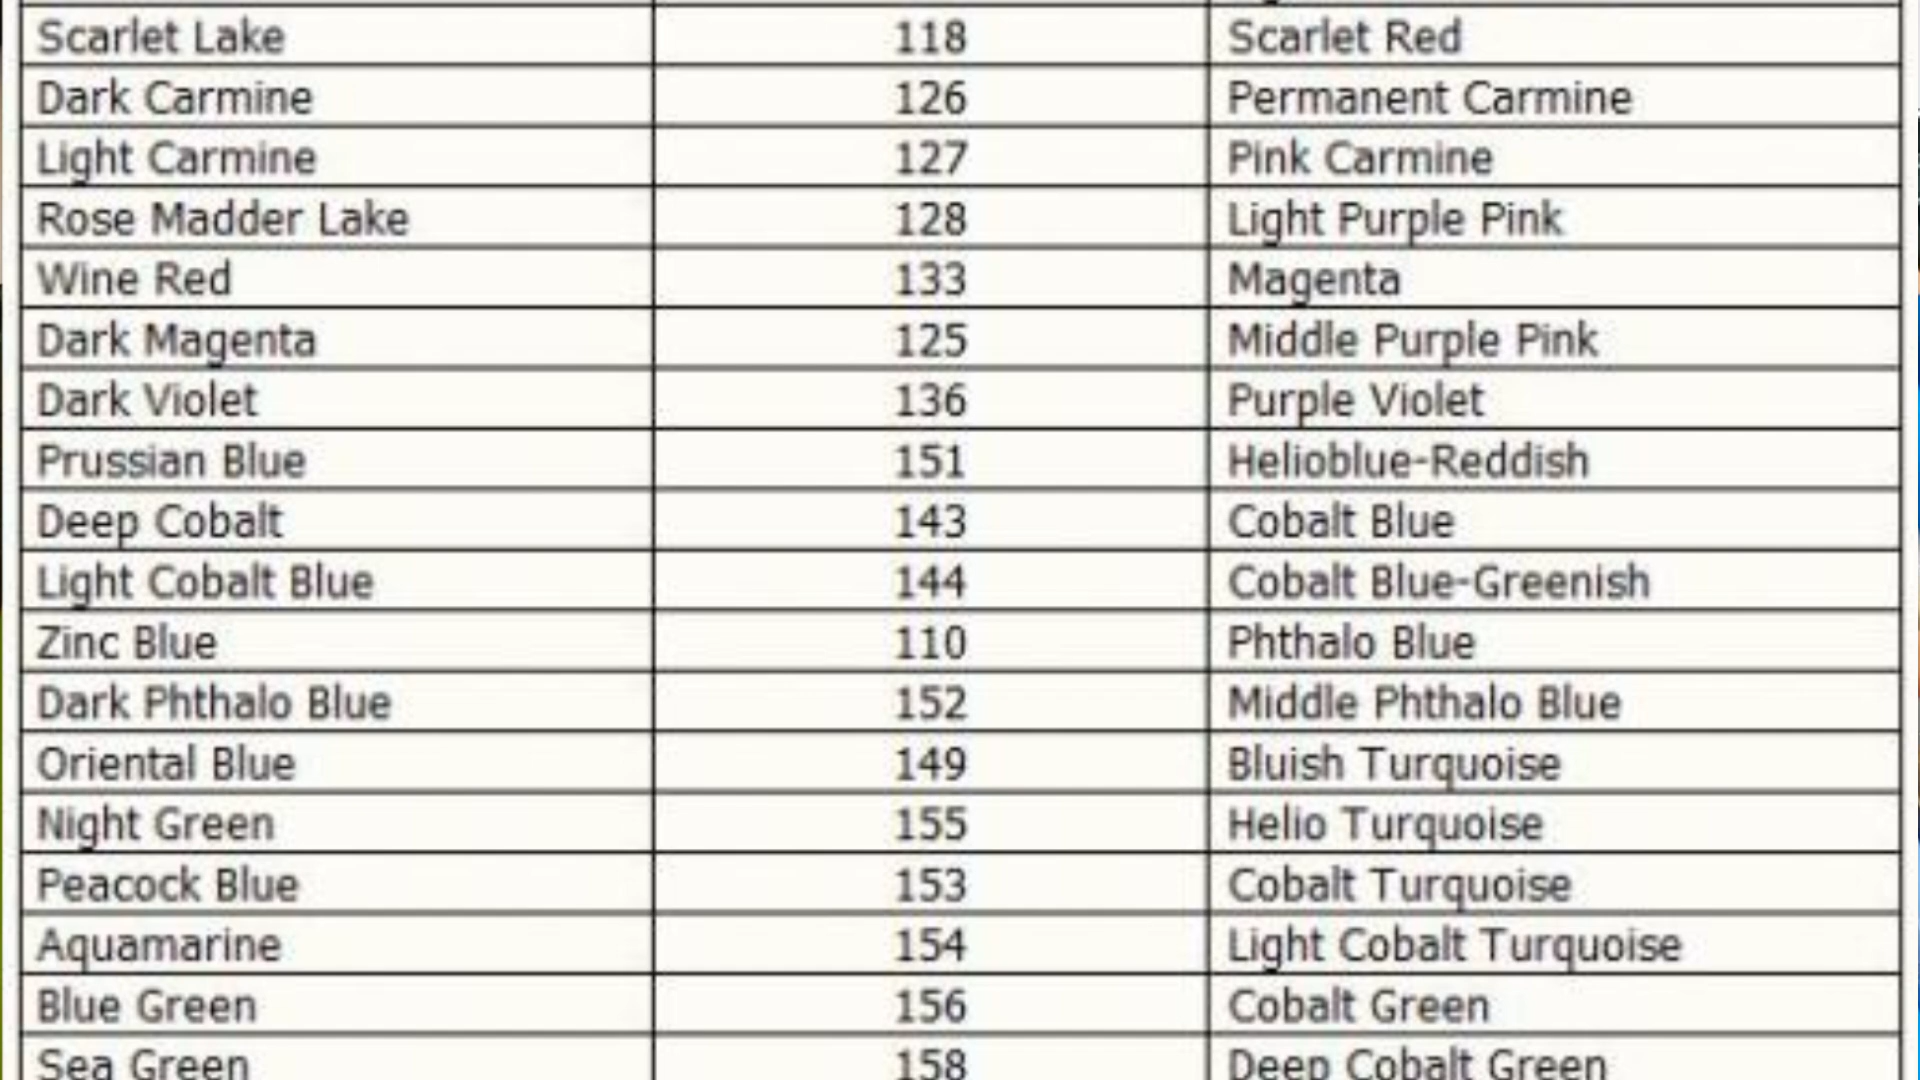 Scarlet Lake 118 Scarlet Red
Dark Carmine 126 Permanent Carmine
Light Carmine 127 Pink Carmine
Rose Madder Lake 128 Light Purple Pink
Wine Red 133 Magenta
Dark Magenta 125 Middle Purple Pink
Dark Violet 136 Purple Violet
Prussian Blue 151 Helioblue-Reddish
Deep Cobalt 143 Cobalt Blue
Light Cobalt Blue 144 Cobalt Blue-Greenish
Zinc Blue 110 Phthalo Blue
Dark Phthalo Blue 152 Middle Phthalo Blue
Oriental Blue 149 Bluish Turquoise
Night Green 155 Helio Turquoise
Peacock Blue 153 Cobalt Turquoise
Aquamarine 154 Light Cobalt Turquoise
Blue Green 156 Cobalt Green
Sea Green 158 Deep Cobalt Green